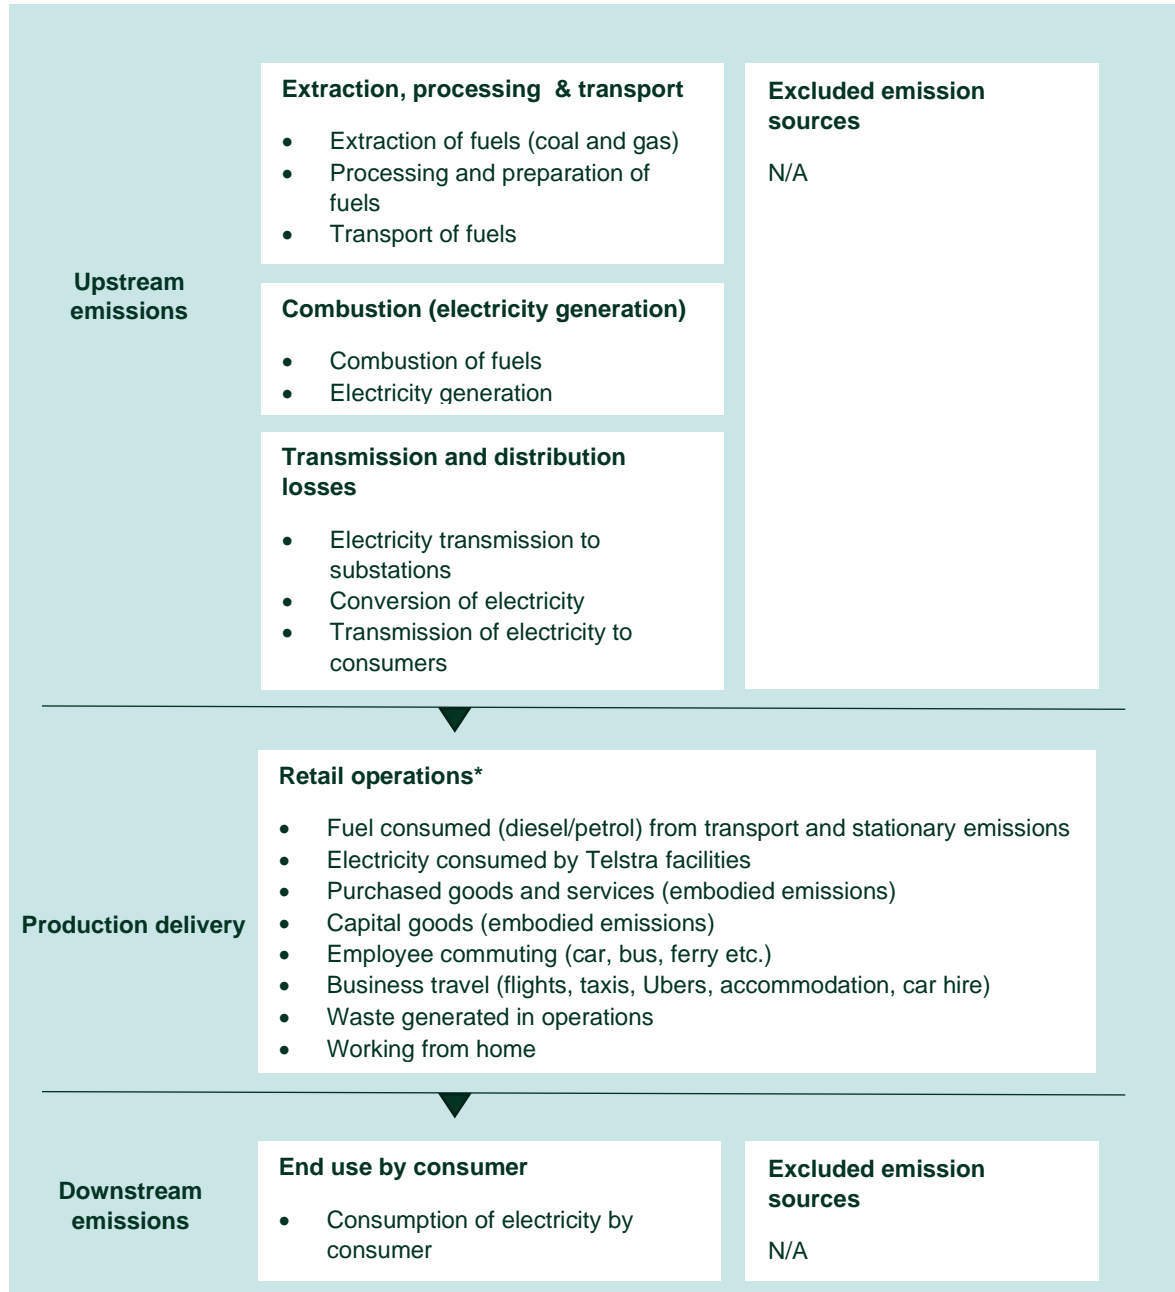 Upstream
emissions
Extraction, processing & transport
• Extraction of fuels (coal and gas)
• Processing and preparation of
fuels
• Transport of fuels
Combustion (electricity generation)
• Combustion of fuels
• Electricity generation
Transmission and distribution
losses
• Electricity transmission to
substations
• Conversion of electricity
• Transmission of electricity to
consumers
Excluded emission
sources
N/A
Production delivery
Retail operations*
• Fuel consumed (diesel/petrol) from transport and stationary emissions
• Electricity consumed by Telstra facilities
• Purchased goods and services (embodied emissions)
• Capital goods (embodied emissions)
• Employee commuting (car, bus, ferry etc.)
• Business travel (flights, taxis, Ubers, accommodation, car hire)
• Waste generated in operations
• Working from home
Downstream
emissions
End use by consumer
• Consumption of electricity by
consumer
Excluded emission
sources
N/A